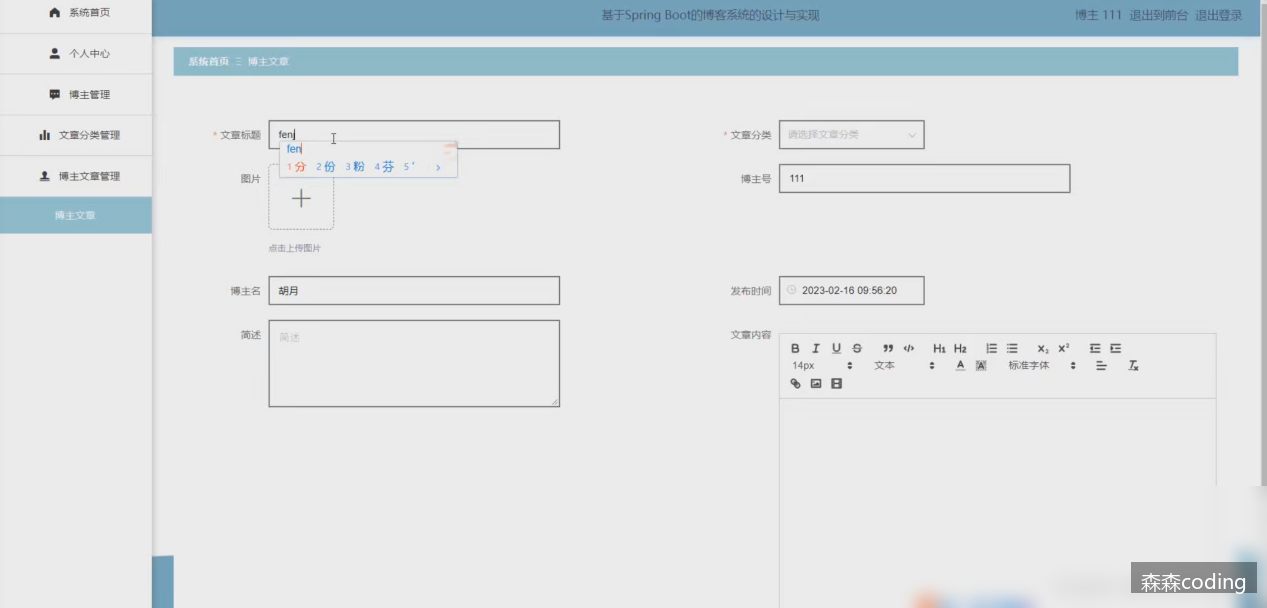 系统首页
基于Spring Boot的博客系统的设计与实现
博主 111 退出到前台 退出登录
个人中心
系统首页 博主文章
博主管理
文章分类管理
* 文章标题
fenj
* 文章分类
请选择文章分类
fen
1分 2份 3粉 4芬 5'
博主文章管理
图片
博主号
111
博主文章
点击上传图片
博主名
胡月
发布时间
2023-02-16 09:56:20
简述
简述
文章内容
B I U S H1 H2 X2 X2
14px 文本 A A 标准字体 Tx
森森coding